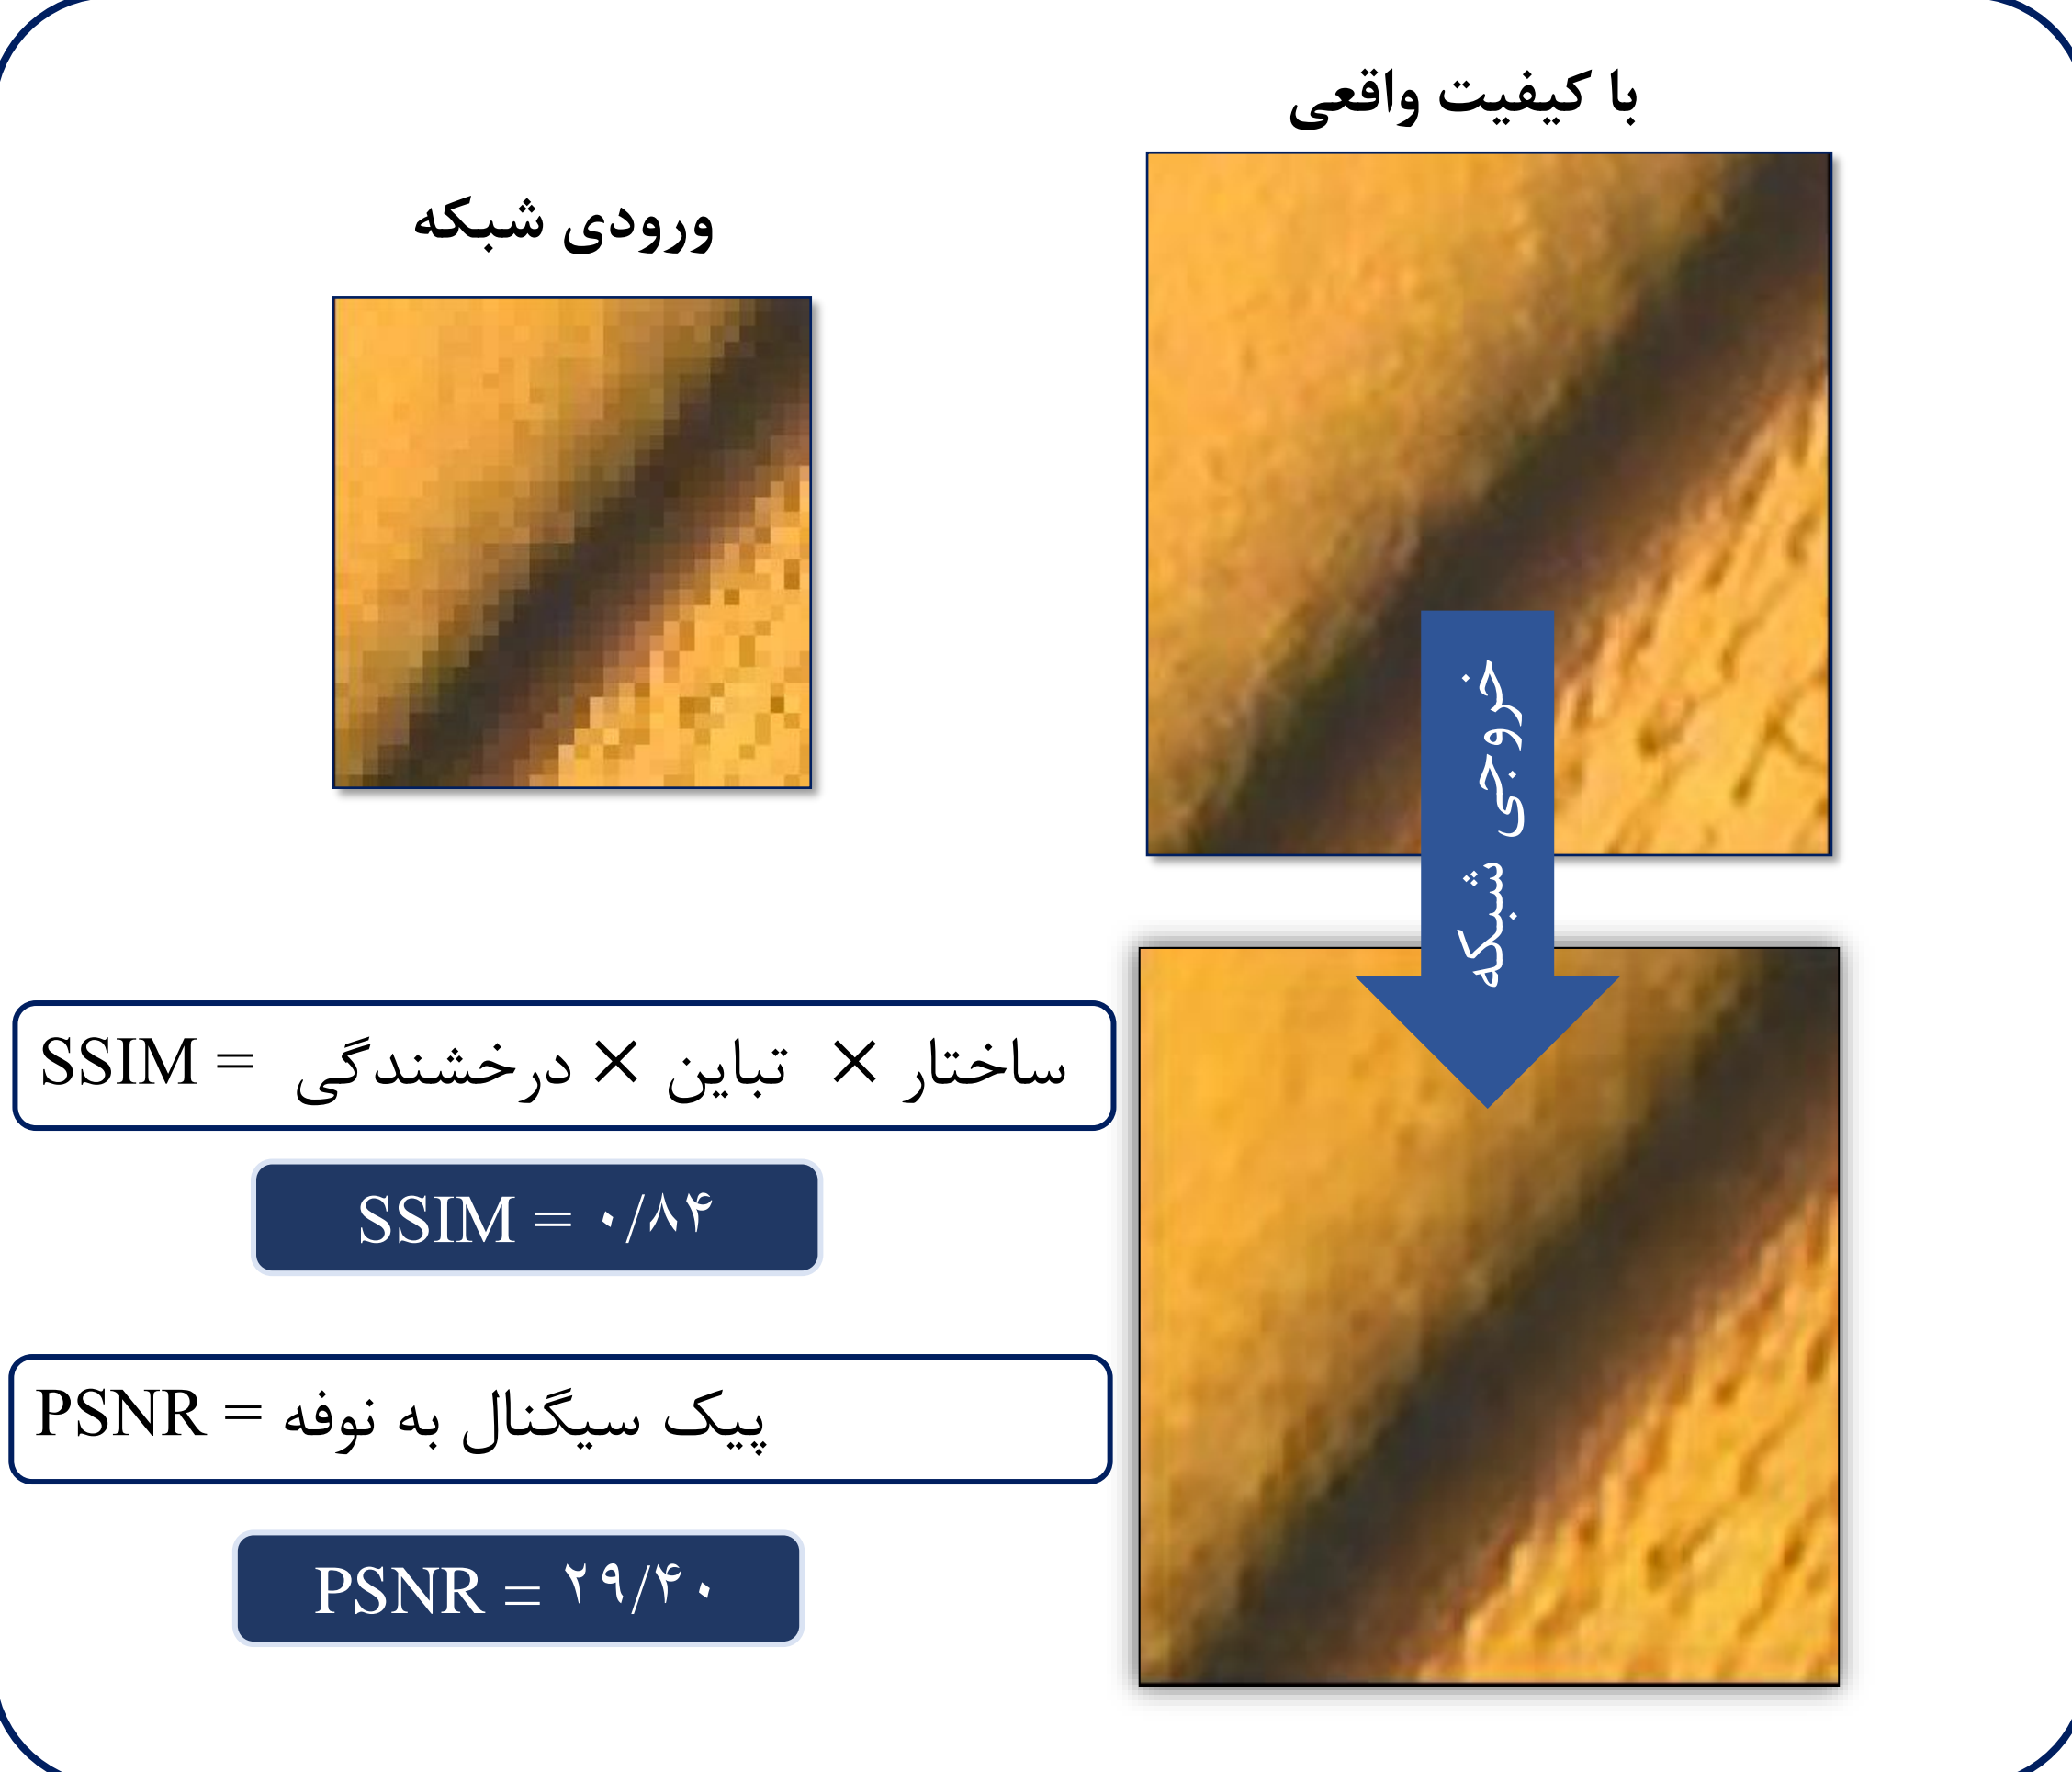 با کیفیت واقعی
ورودی شبکه
خروجی شبکه
SSIM = درخشندگی × تباین × ساختار
SSIM = ۰/۸۴
PSNR = پیک سیگنال به نوفه
PSNR = ۲۹/۴۰